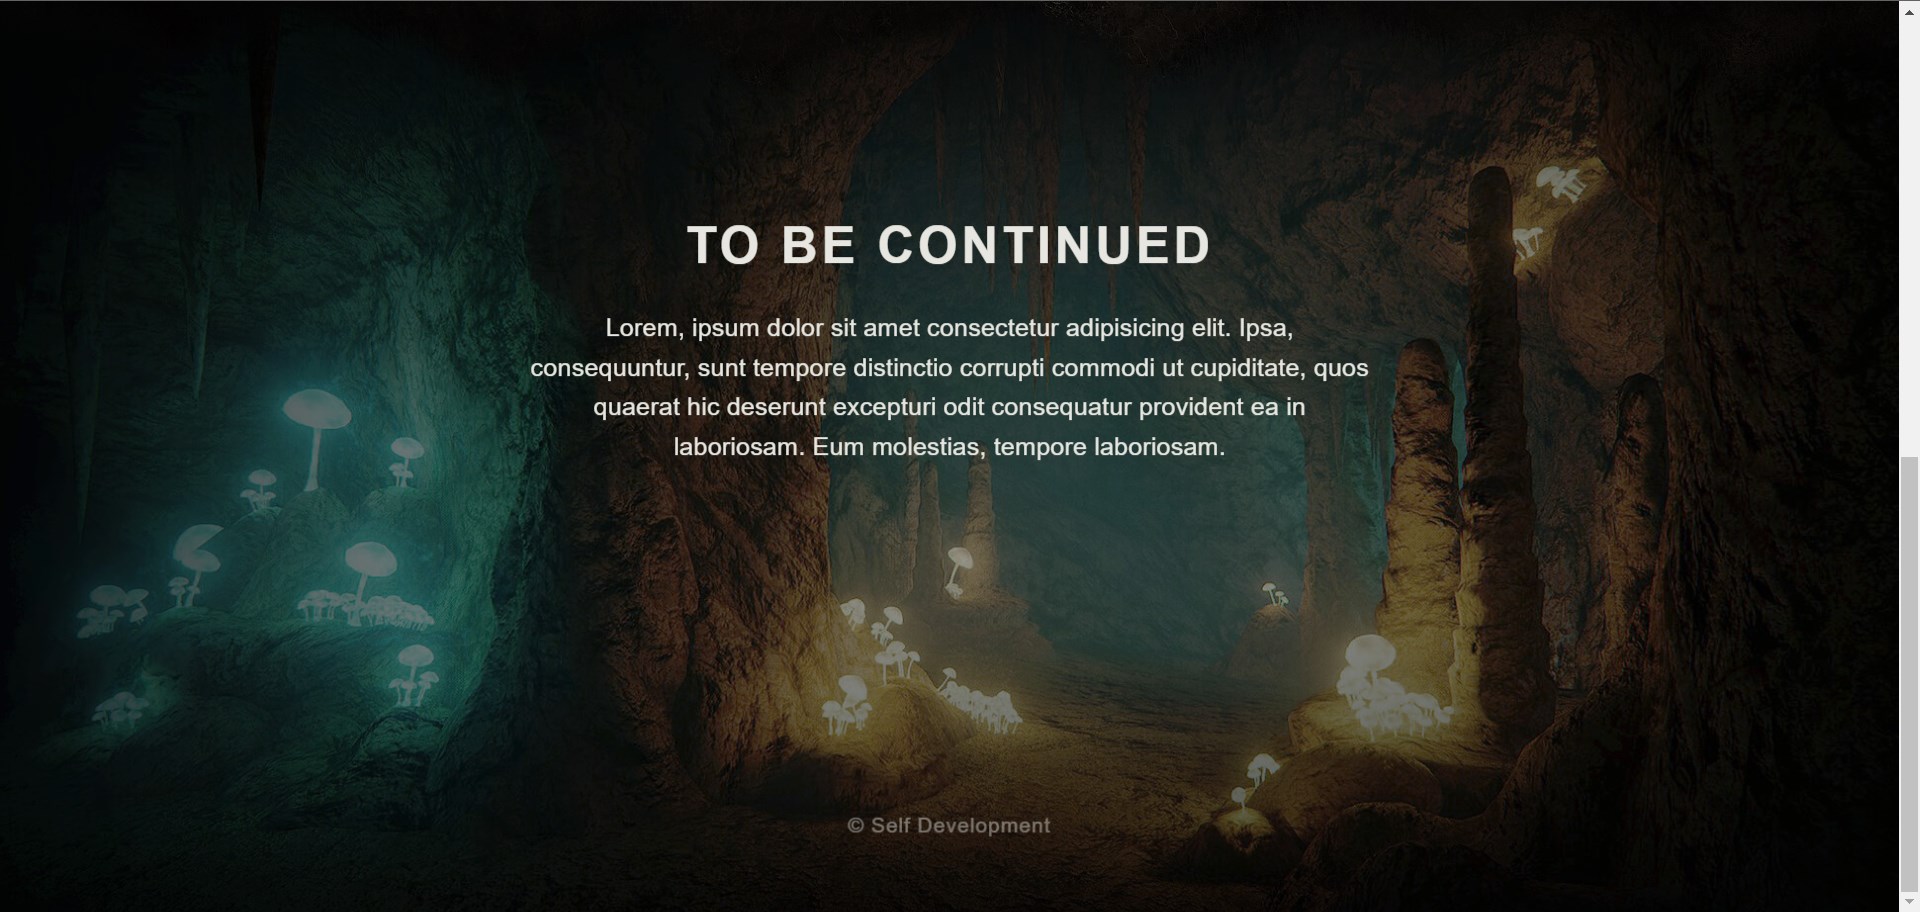 TO BE CONTINUED
Lorem, ipsum dolor sit amet consectetur adipisicing elit. Ipsa,
consequuntur, sunt tempore distinctio corrupti commodi ut cupiditate, quos
quaerat hic deserunt excepturi odit consequatur provident ea in
laboriosam. Eum molestias, tempore laboriosam.
© Self Development